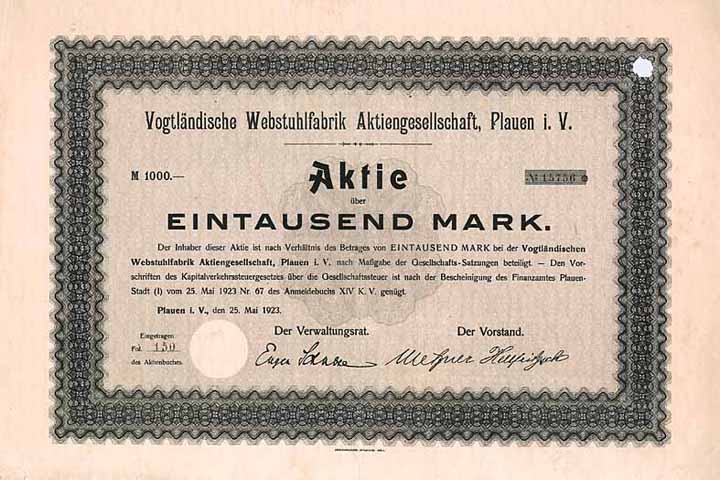 Vogtländische Webstuhlfabrik Aktiengesellschaft, Plauen i. V.
M 1000.—
Aktie
№ 15756
über
EINTAUSEND MARK.
Der Inhaber dieser Aktie ist nach Verhältnis des Betrages von EINTAUSEND MARK bei der Vogtländischen
Webstuhlfabrik Aktiengesellschaft, Plauen i. V. nach Maßgabe der Gesellschafts-Satzungen beteiligt. — Den Vor-
schriften des Kapitalverkehrssteuergesetzes über die Gesellschaftssteuer ist nach der Bescheinigung des Finanzamtes Plauen-
Stadt (I) vom 25. Mai 1923 Nr. 67 des Anmeldebuchs XIV K. V. genügt.
Plauen i. V., den 25. Mai 1923.
Eingetragen
Fol. 150
des Aktienbuches.
Der Verwaltungsrat.
Der Vorstand.